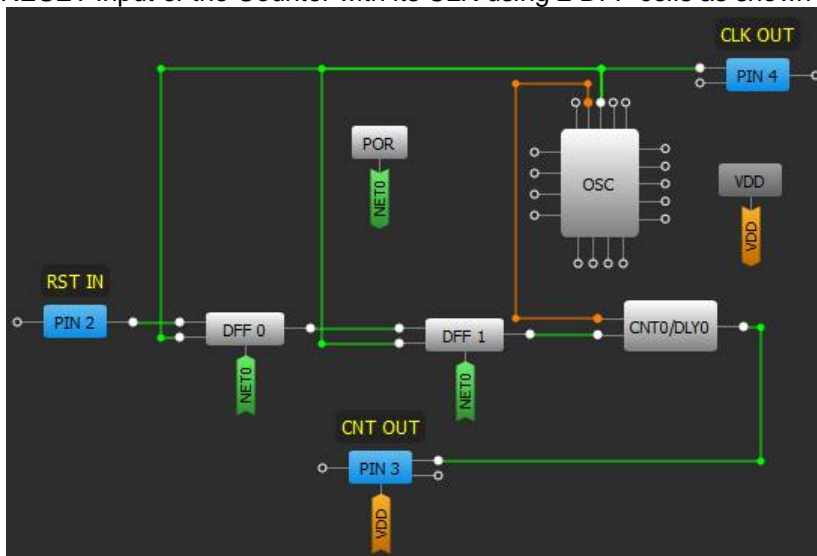 RESET input of the Counter with its CLK using 2 DFF cells as shown
CLK OUT
PIN 4
POR
NET0
OSC
VDD
VDD
RST IN
PIN 2
DFF 0
NET0
DFF 1
NET0
CNT0/DLY0
CNT OUT
PIN 3
VDD